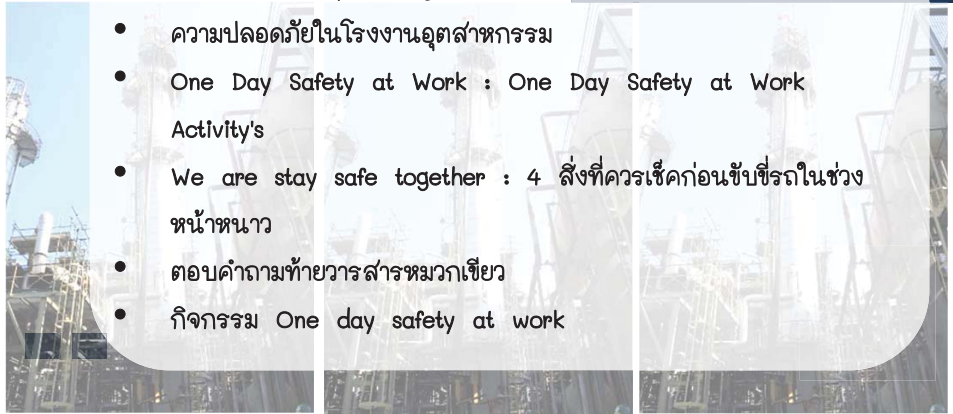 • ความปลอดภัยในโรงงานอุตสาหกรรม
• One Day Safety at Work : One Day Safety at Work
Activity's
• We are stay safe together : 4 สิ่งที่ควรเช็คก่อนขับขี่รถในช่วง
หน้าหนาว
• ตอบคำถามท้ายวารสารหมวกเขียว
• กิจกรรม One day safety at work